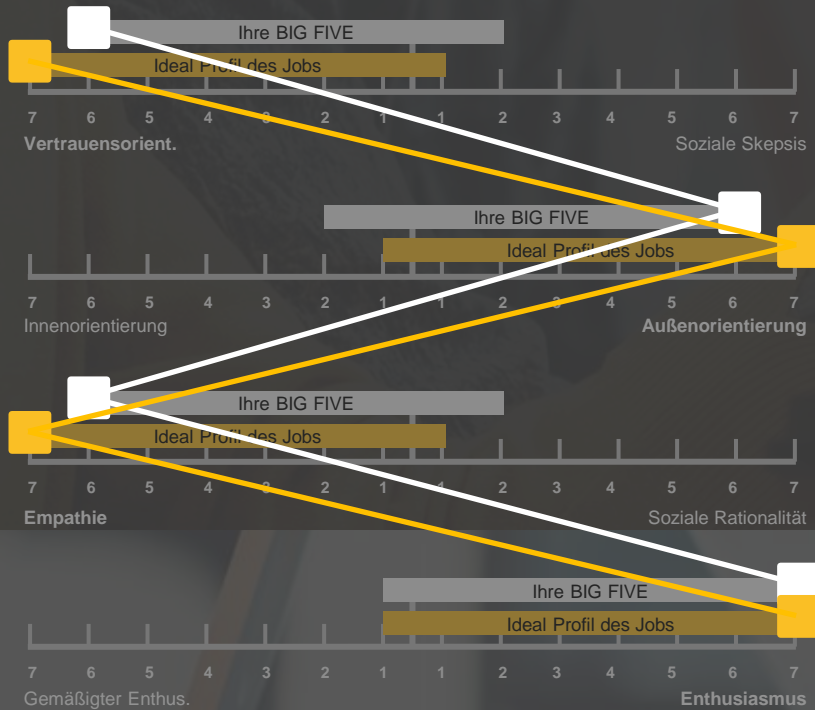 Ihre BIG FIVE
Ideal Profil des Jobs
7 6 5 4 3 2 1 1 2 3 4 5 6 7
Vertrauensorient. Soziale Skepsis
Ihre BIG FIVE
Ideal Profil des Jobs
7 6 5 4 3 2 1 1 2 3 4 5 6 7
Innenorientierung Außenorientierung
Ihre BIG FIVE
Ideal Profil des Jobs
7 6 5 4 3 2 1 1 2 3 4 5 6 7
Empathie Soziale Rationalität
Ihre BIG FIVE
Ideal Profil des Jobs
7 6 5 4 3 2 1 1 2 3 4 5 6 7
Gemäßigter Enthus. Enthusiasmus